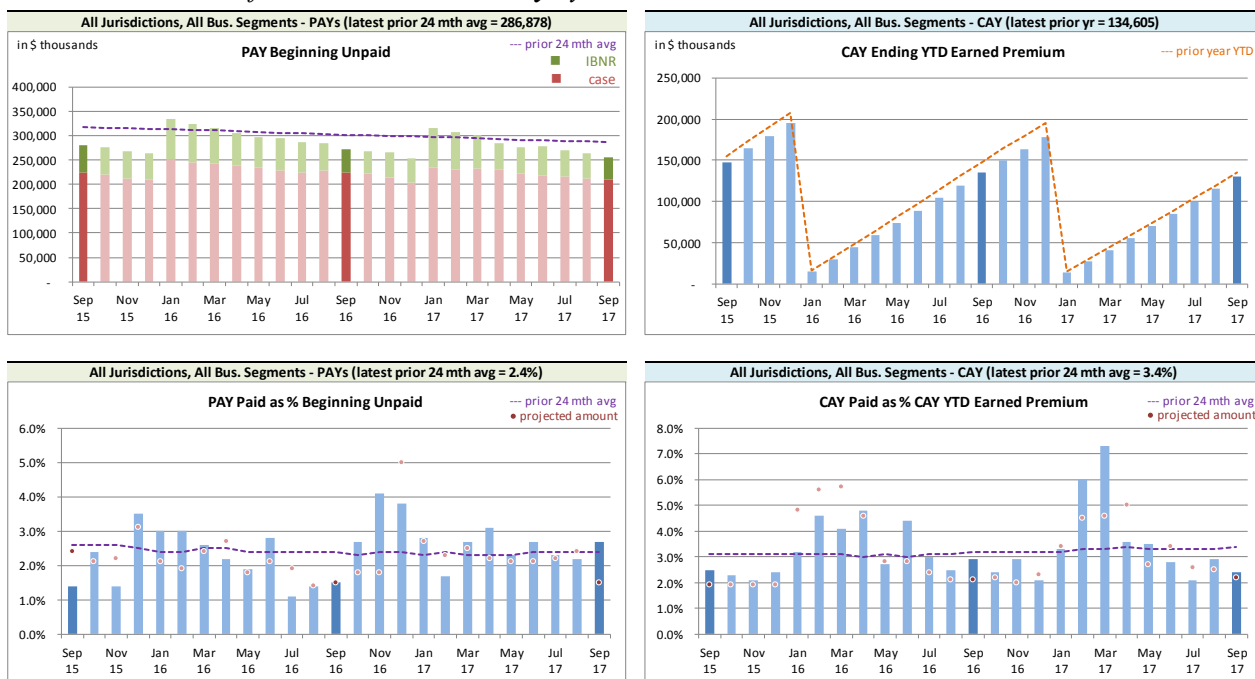 All Jurisdictions, All Bus. Segments - PAYs (latest prior 24 mth avg = 286,878)
in $ thousands
PAY Beginning Unpaid
--- prior 24 mth avg
IBNR
case
400,000
350,000
300,000
250,000
200,000
150,000
100,000
50,000
-
Sep Nov Jan Mar May Jul Sep Nov Jan Mar May Jul Sep
15 15 16 16 16 16 16 16 17 17 17 17 17
All Jurisdictions, All Bus. Segments - CAY (latest prior yr = 134,605)
in $ thousands
CAY Ending YTD Earned Premium
--- prior year YTD
250,000
200,000
150,000
100,000
50,000
-
Sep Nov Jan Mar May Jul Sep Nov Jan Mar May Jul Sep
15 15 16 16 16 16 16 16 17 17 17 17 17
All Jurisdictions, All Bus. Segments - PAYs (latest prior 24 mth avg = 2.4%)
PAY Paid as % Beginning Unpaid
--- prior 24 mth avg
• projected amount
6.0%
5.0%
4.0%
3.0%
2.0%
1.0%
0.0%
Sep Nov Jan Mar May Jul Sep Nov Jan Mar May Jul Sep
15 15 16 16 16 16 16 16 17 17 17 17 17
All Jurisdictions, All Bus. Segments - CAY (latest prior 24 mth avg = 3.4%)
CAY Paid as % CAY YTD Earned Premium
--- prior 24 mth avg
• projected amount
8.0%
7.0%
6.0%
5.0%
4.0%
3.0%
2.0%
1.0%
0.0%
Sep Nov Jan Mar May Jul Sep Nov Jan Mar May Jul Sep
15 15 16 16 16 16 16 16 17 17 17 17 17